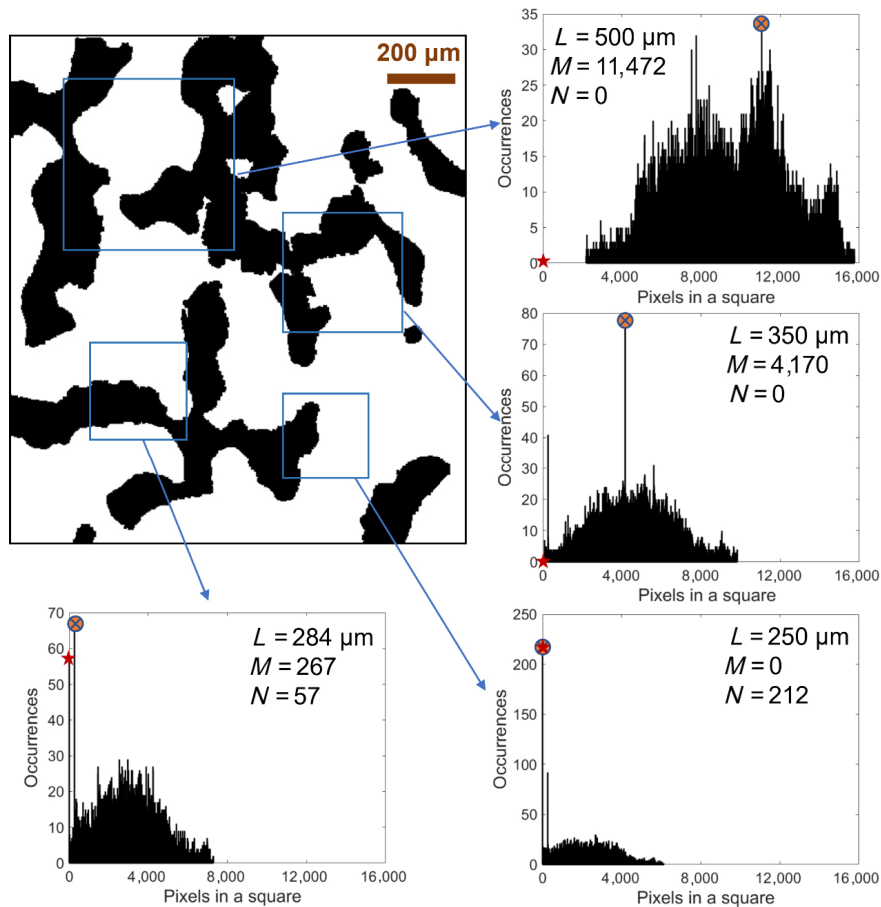 200 µm
L = 500 µm
M = 11,472
N = 0
35
30
25
20
15
10
5
0
Occurrences
0
4,000
8,000
12,000
16,000
Pixels in a square
L = 350 µm
M = 4,170
N = 0
80
70
60
50
40
30
20
10
0
Occurrences
0
4,000
8,000
12,000
16,000
Pixels in a square
L = 284 µm
M = 267
N = 57
70
60
50
40
30
20
10
0
Occurrences
0
4,000
8,000
12,000
16,000
Pixels in a square
L = 250 µm
M = 0
N = 212
250
200
150
100
50
0
Occurrences
0
4,000
8,000
12,000
16,000
Pixels in a square